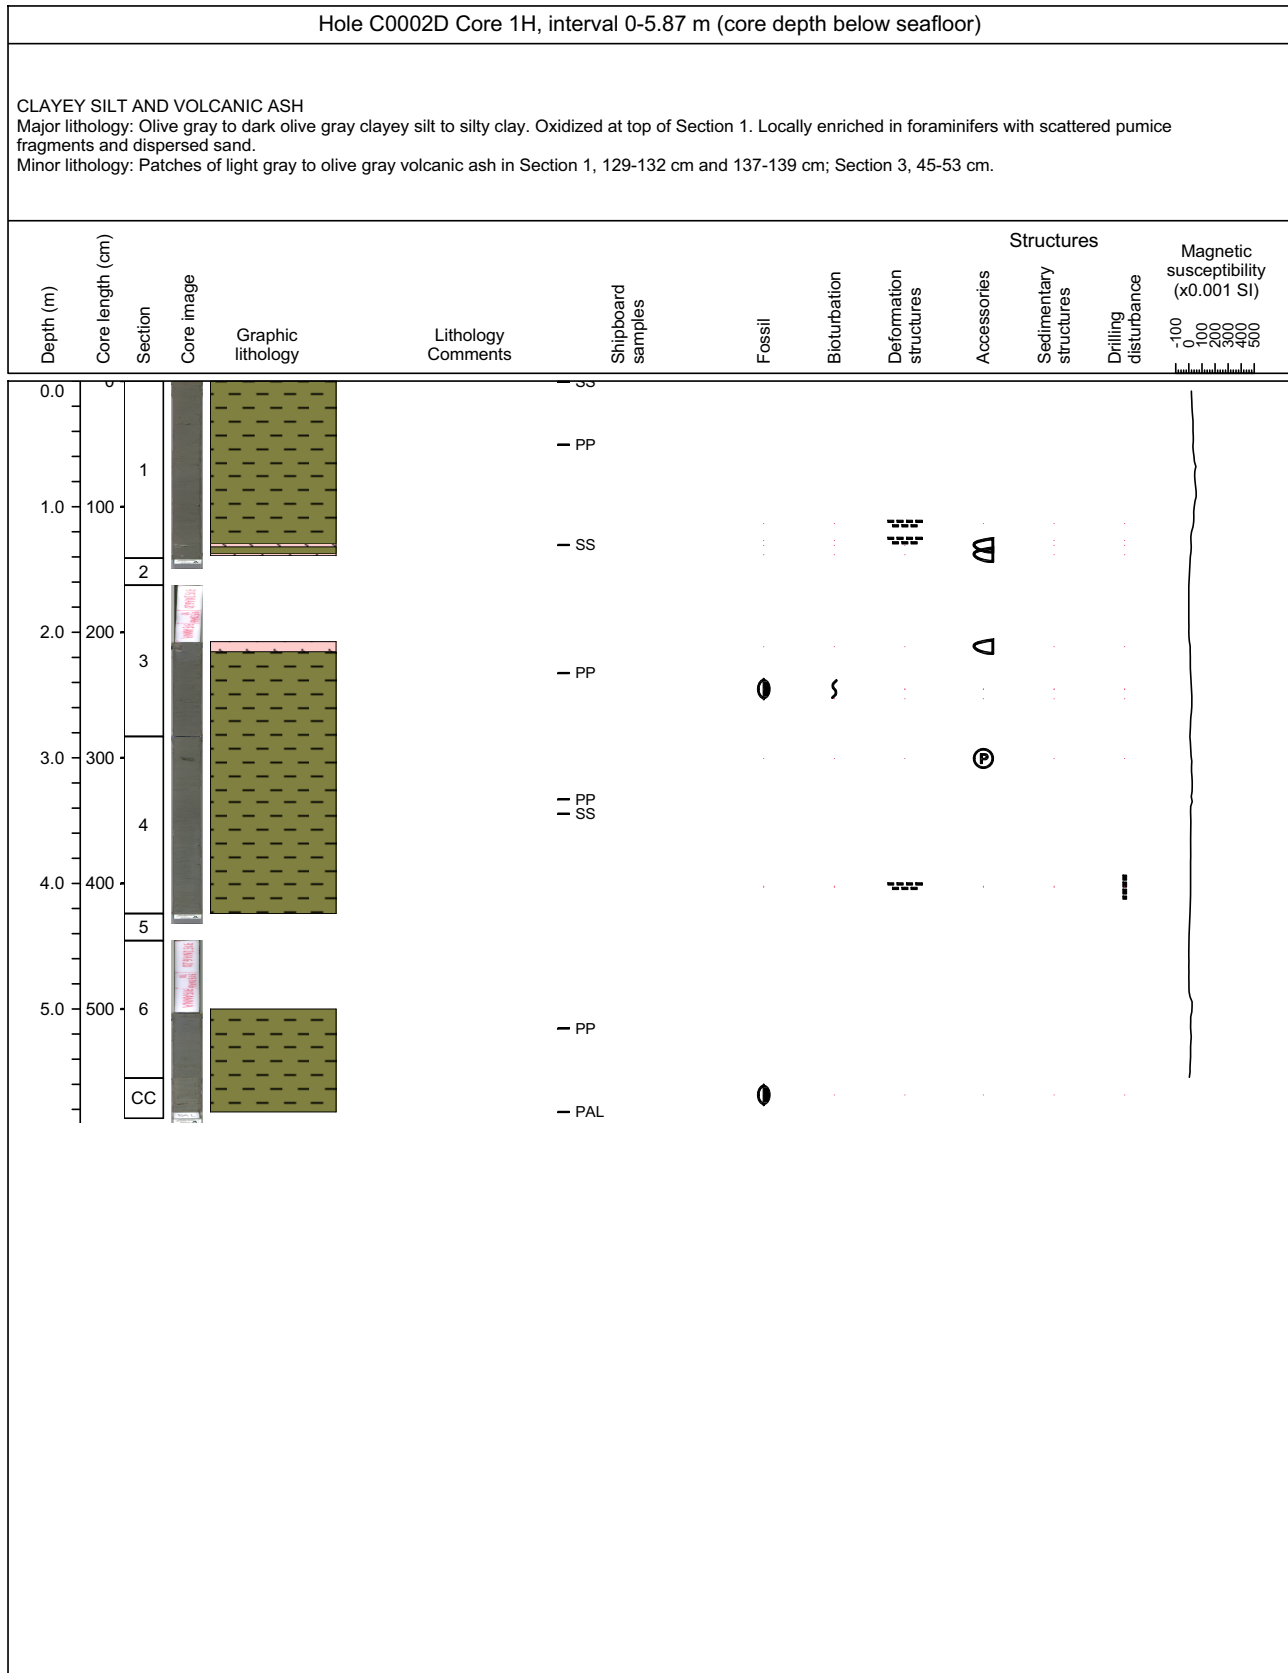 Hole C0002D Core 1H, interval 0-5.87 m (core depth below seafloor)
CLAYEY SILT AND VOLCANIC ASH
Major lithology: Olive gray to dark olive gray clayey silt to silty clay. Oxidized at top of Section 1. Locally enriched in foraminifers with scattered pumice
fragments and dispersed sand.
Minor lithology: Patches of light gray to olive gray volcanic ash in Section 1, 129-132 cm and 137-139 cm; Section 3, 45-53 cm.
Depth (m)
Core length (cm)
Section
Core image
Graphic
lithology
Lithology
Comments
Shipboard
samples
Fossil
Bioturbation
Structures
Deformation
structures
Accessories
Sedimentary
structures
Drilling
disturbance
Magnetic
susceptibility
(x0.001 SI)
-100
0
100
200
300
400
500
0.0 0 SS
PP
1
1.0 100
SS
2
2.0 200
3
PP
3.0 300 P
PP
SS
4
4.0 400
5
5.0 500
6
PP
CC
PAL